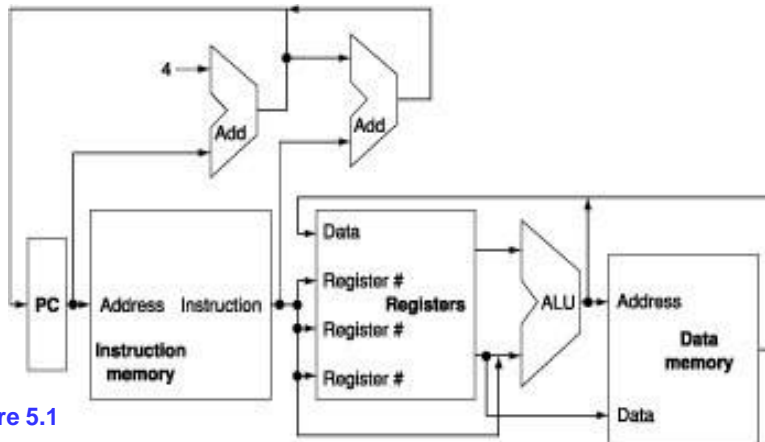 4
Add
Add
Data
Register #
PC
Address
Instruction
Registers
ALU
Address
Register #
Instruction
memory
Data
memory
Register #
Data
re 5.1